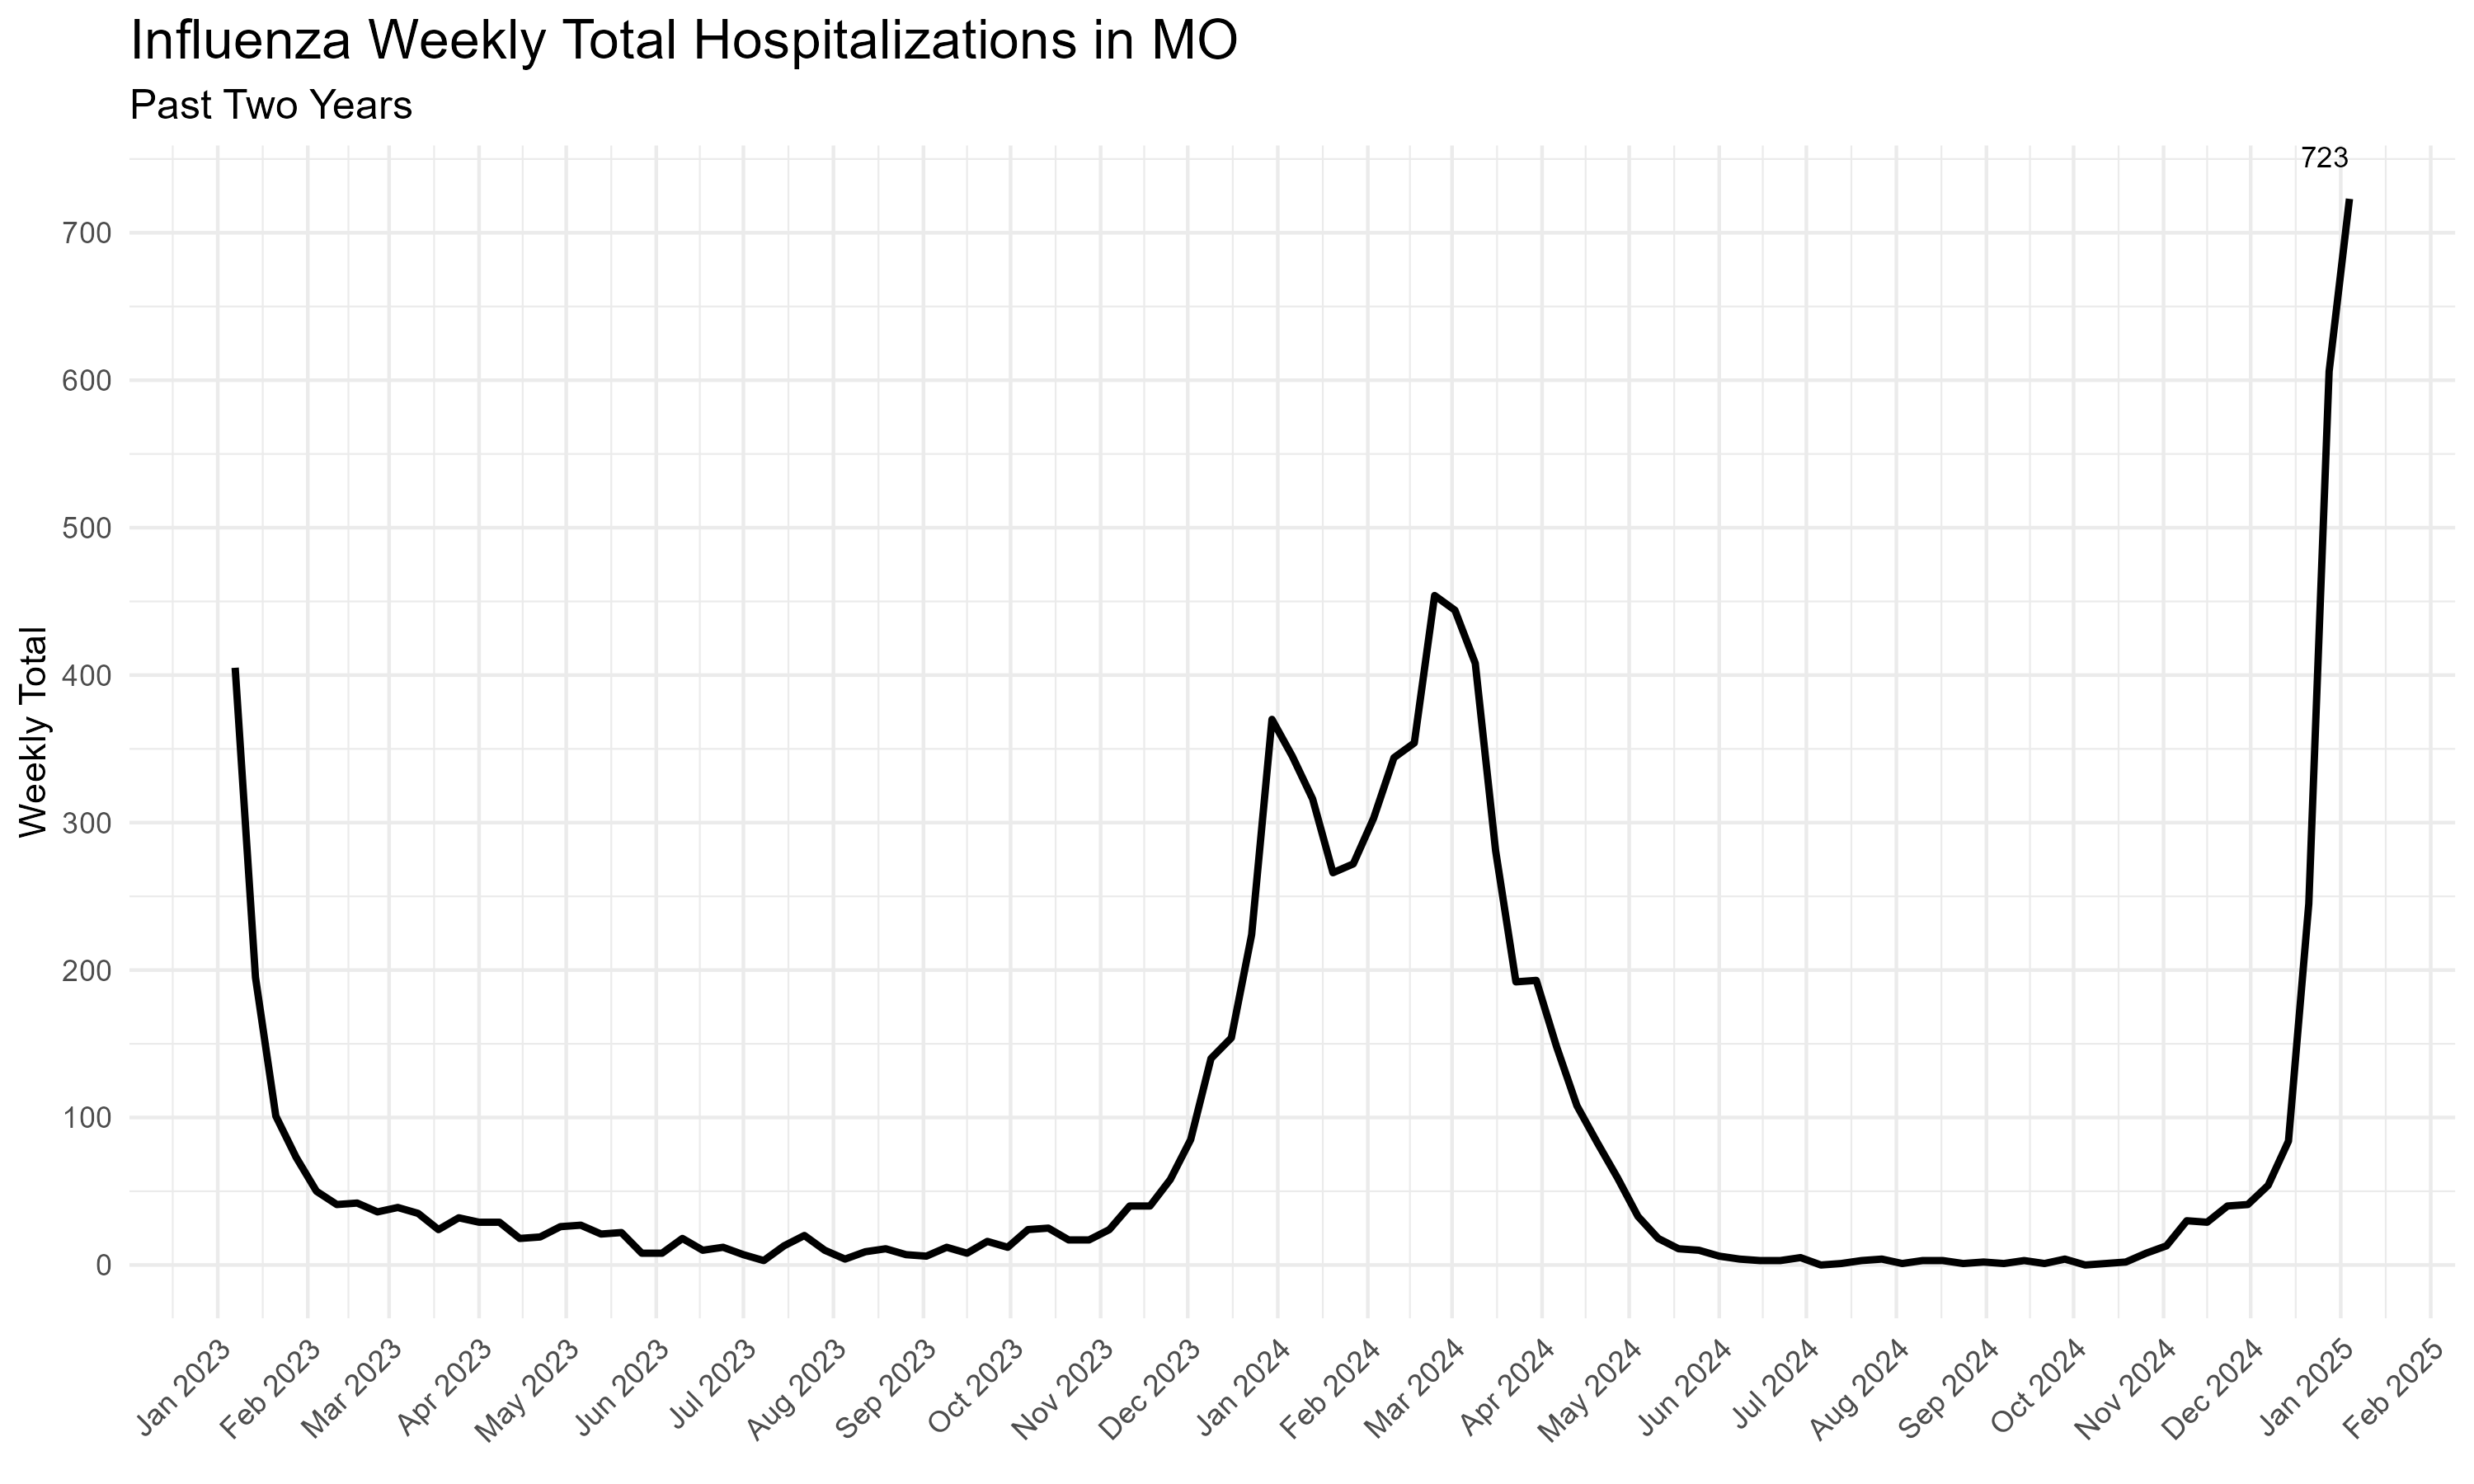 Influenza Weekly Total Hospitalizations in MO
Past Two Years
723
700
600
500
400
300
200
100
0
Weekly Total
Jan 2023
Feb 2023
Mar 2023
Apr 2023
May 2023
Jun 2023
Jul 2023
Aug 2023
Sep 2023
Oct 2023
Nov 2023
Dec 2023
Jan 2024
Feb 2024
Mar 2024
Apr 2024
May 2024
Jun 2024
Jul 2024
Aug 2024
Sep 2024
Oct 2024
Nov 2024
Dec 2024
Jan 2025
Feb 2025